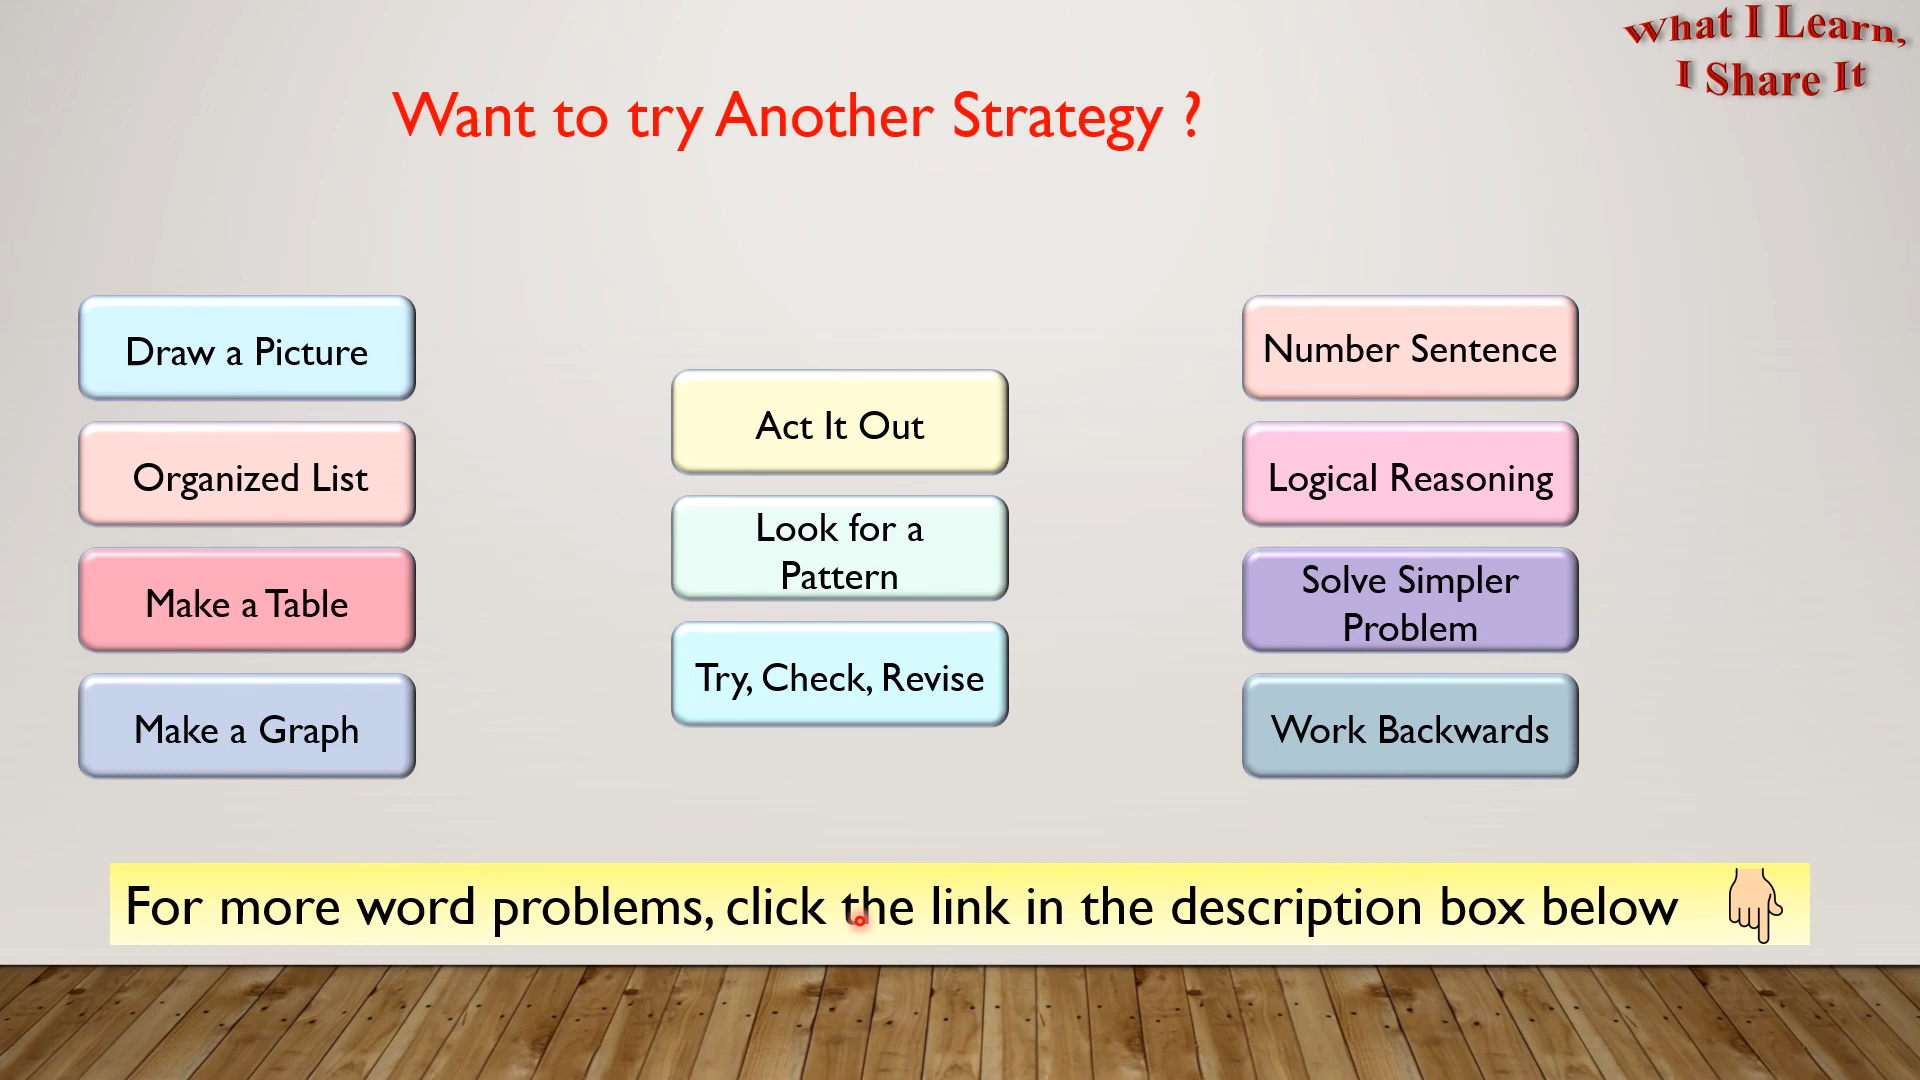 What I Learn,
I Share It
Want to try Another Strategy ?
Draw a Picture
Organized List
Make a Table
Make a Graph
Act It Out
Look for a
Pattern
Try, Check, Revise
Number Sentence
Logical Reasoning
Solve Simpler
Problem
Work Backwards
For more word problems, click the link in the description box below